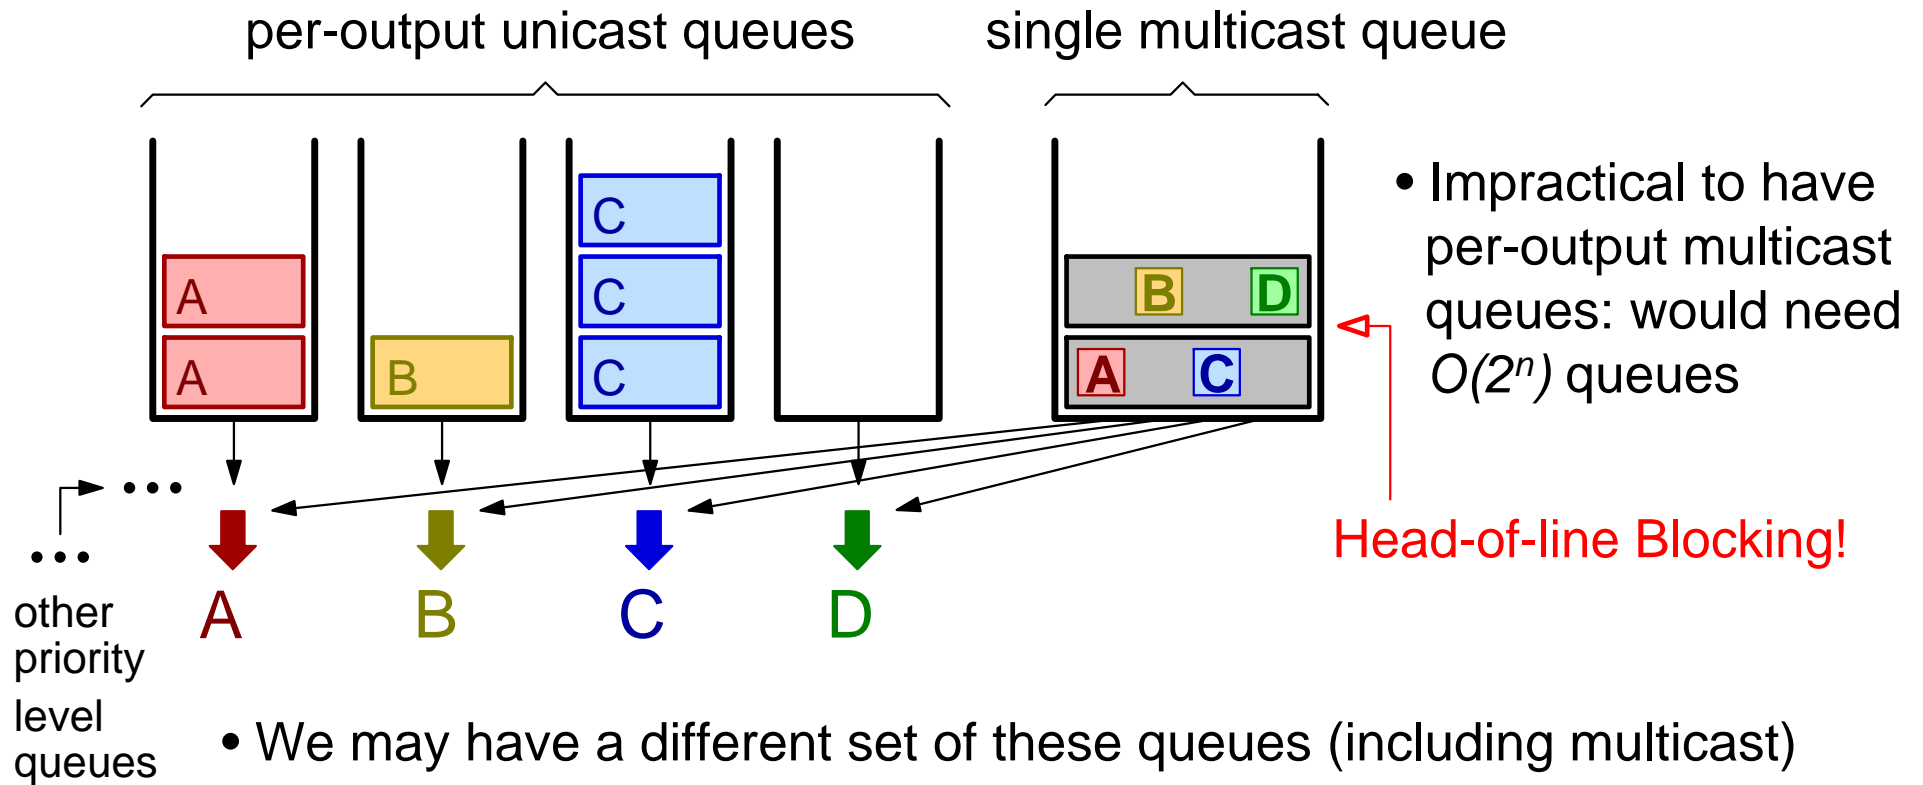 per-output unicast queues
single multicast queue
C
A
C
B D
A
B
C
A C
• Impractical to have
per-output multicast
queues: would need
O(2ⁿ) queues
•••
•••
other
priority
level
queues
A B C D
Head-of-line Blocking!
• We may have a different set of these queues (including multicast)